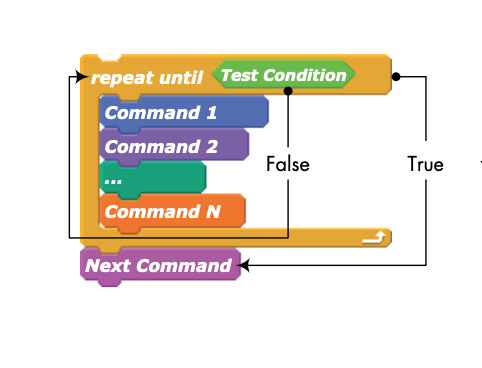 repeat until Test Condition
Command 1
Command 2
False
True
...
Command N
Next Command